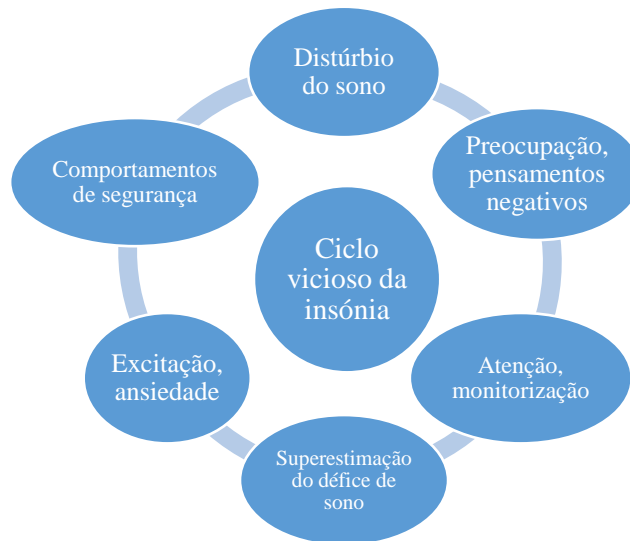 Distúrbio
do sono
Preocupação,
pensamentos
negativos
Atenção,
monitorização
Superestimação
do défice de
sono
Excitação,
ansiedade
Comportamentos
de segurança
Ciclo
vicioso da
insónia